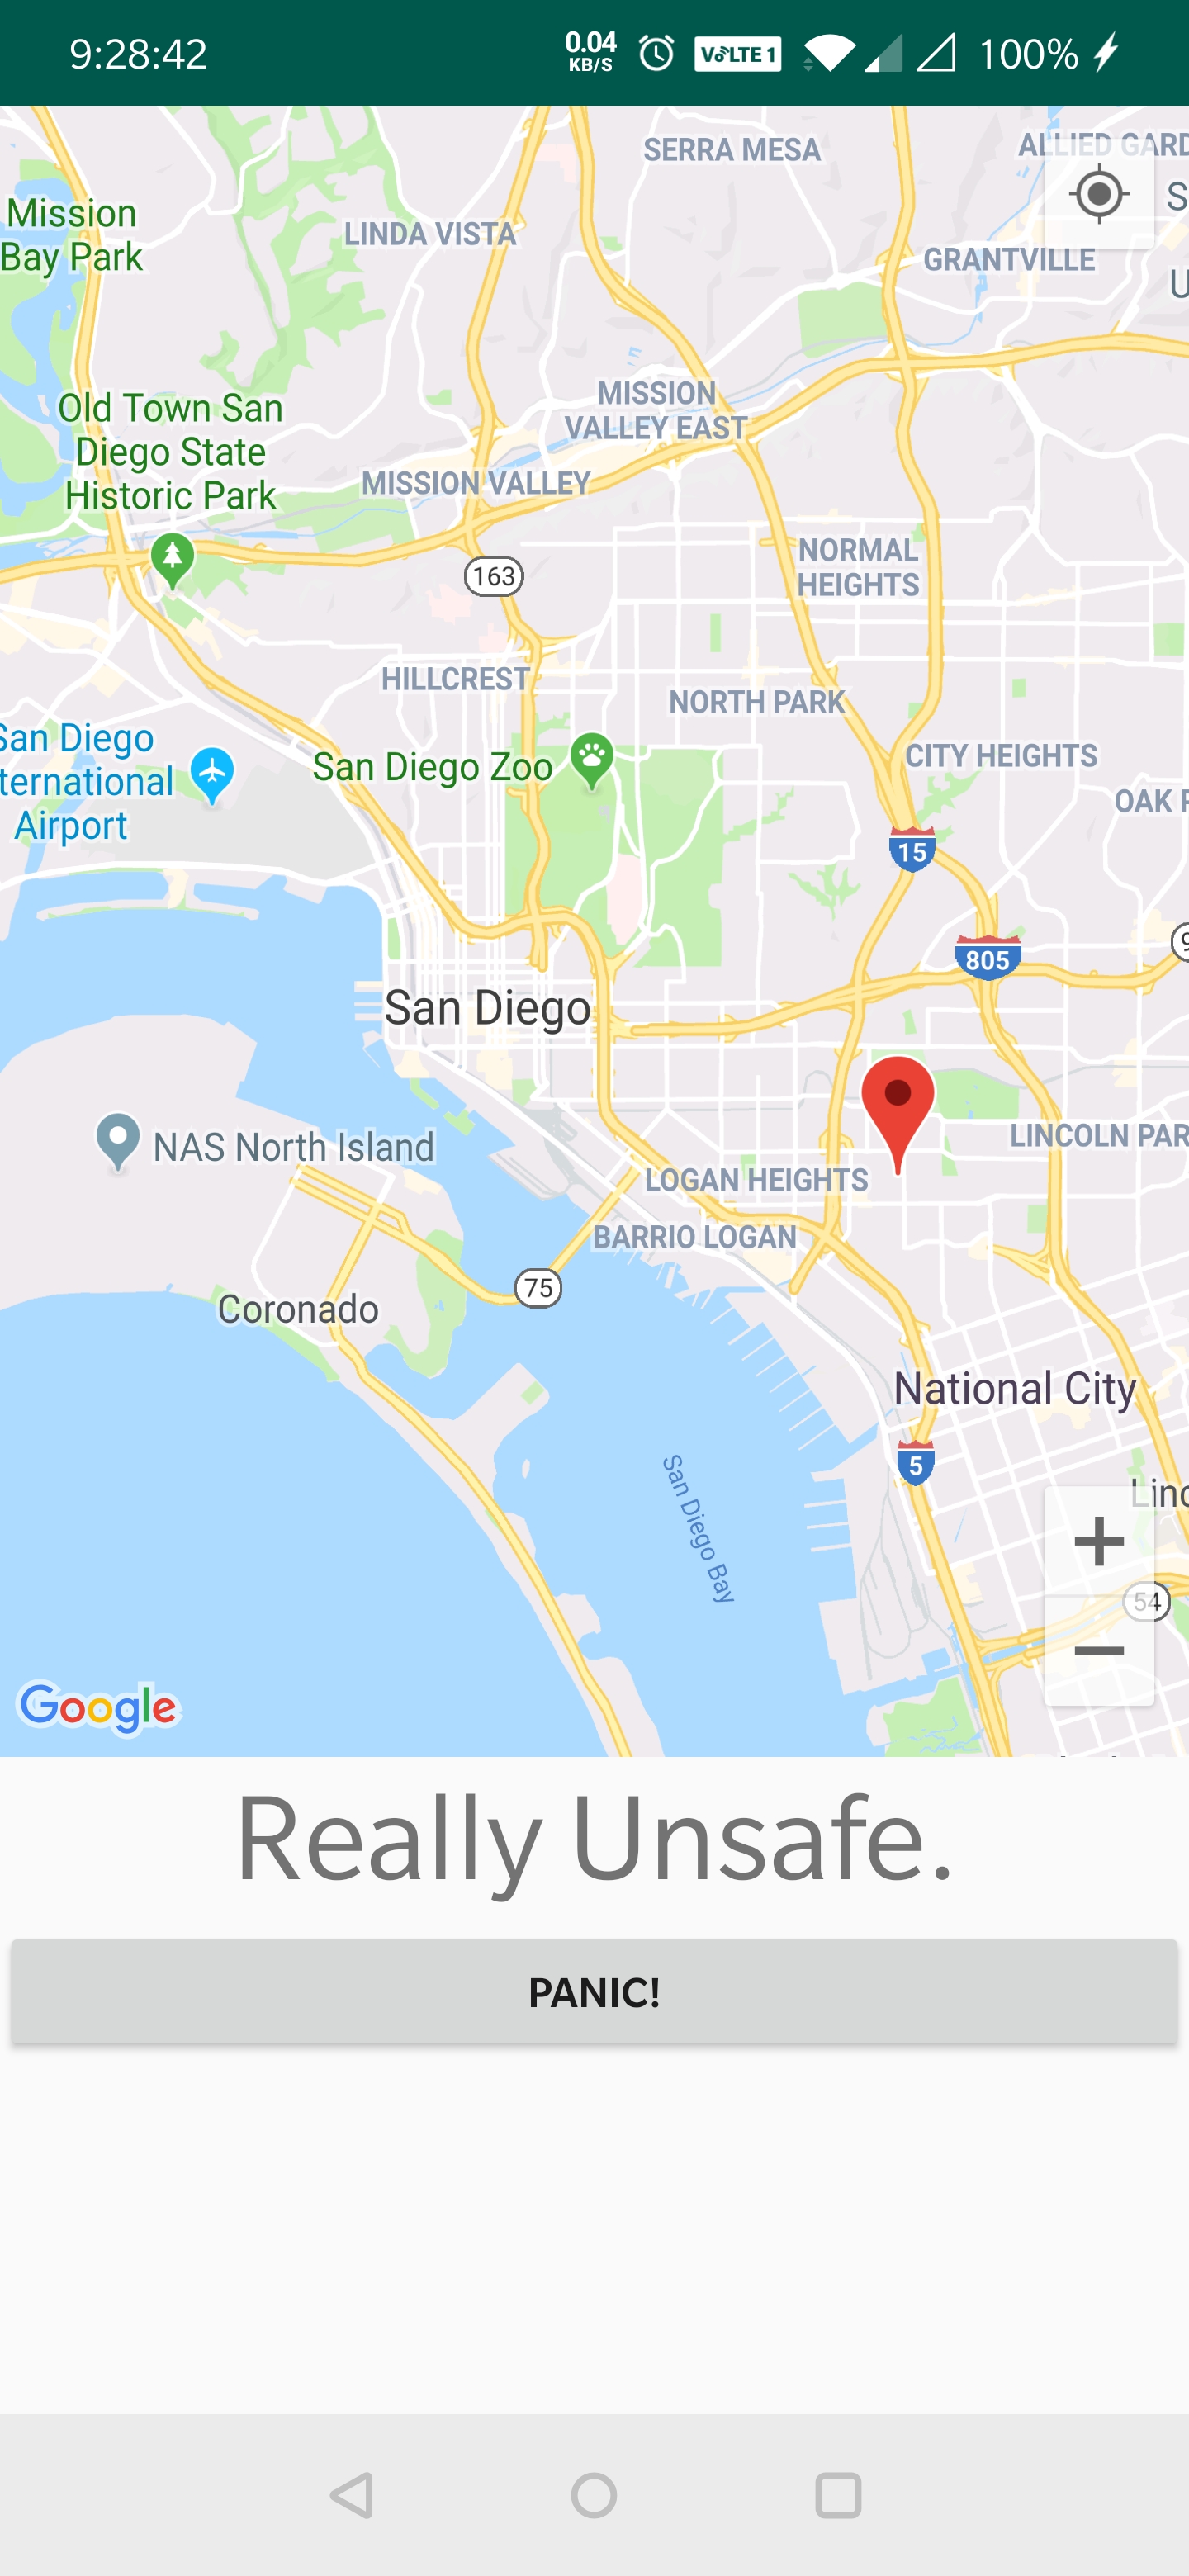 9:28:42
0.04
KB/S
VoLTE 1
100%
SERRA MESA
ALLIED GARD
S
Mission
Bay Park
LINDA VISTA
GRANTVILLE
U
MISSION
VALLEY EAST
Old Town San
Diego State
Historic Park
MISSION VALLEY
NORMAL
HEIGHTS
163
HILLCREST
NORTH PARK
San Diego
ternational
Airport
San Diego Zoo
CITY HEIGHTS
OAK P
15
9
805
San Diego
NAS North Island
LINCOLN PAR
LOGAN HEIGHTS
BARRIO LOGAN
75
Coronado
National City
5
San Diego Bay
Linc
54
Google
Really Unsafe.
PANIC!